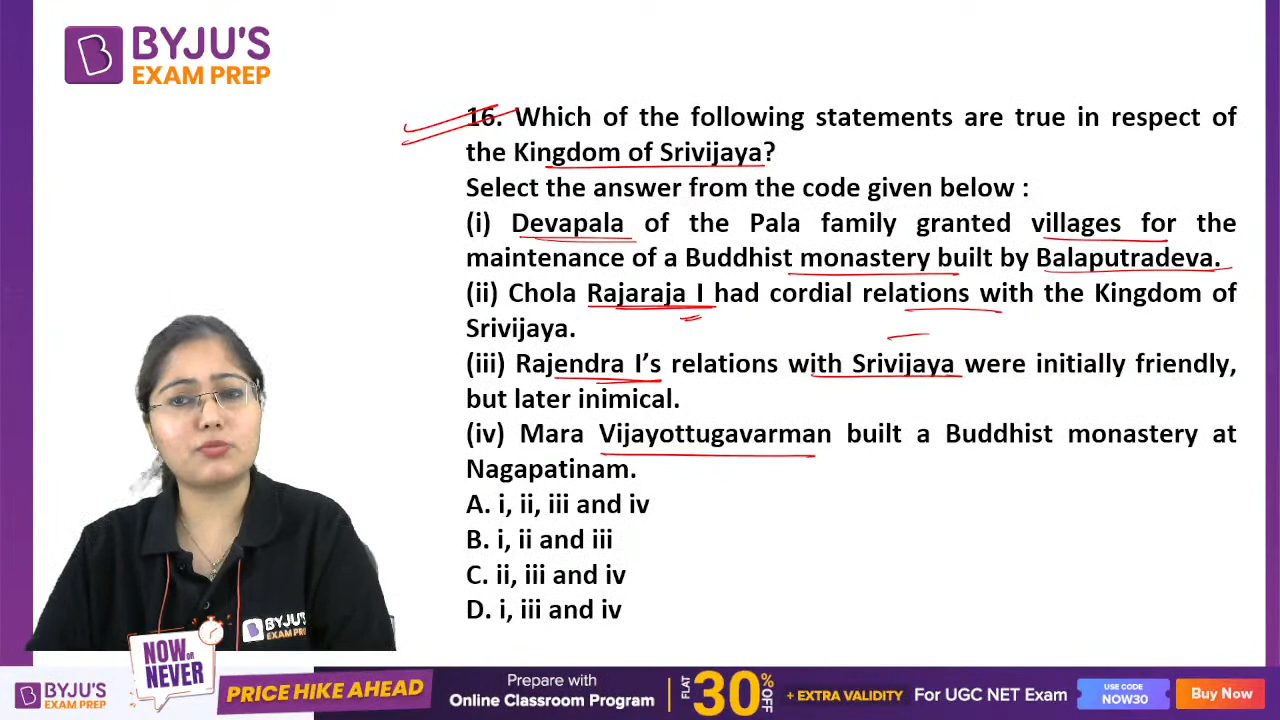 BYJU'S
EXAM PREP
16. Which of the following statements are true in respect of
the Kingdom of Srivijaya?
Select the answer from the code given below :
(i) Devapala of the Pala family granted villages for the
maintenance of a Buddhist monastery built by Balaputradeva.
(ii) Chola Rajaraja I had cordial relations with the Kingdom of
Srivijaya.
(iii) Rajendra I’s relations with Srivijaya were initially friendly,
but later inimical.
(iv) Mara Vijayottugavarman built a Buddhist monastery at
Nagapatinam.
A. i, ii, iii and iv
B. i, ii and iii
C. ii, iii and iv
D. i, iii and iv
BYJU'S
EXAM PREP
BYJU'S
EXAM PREP
NOW OR
NEVER
PRICE HIKE AHEAD
Prepare with
Online Classroom Program
FLAT
30% OFF
+ EXTRA VALIDITY
For UGC NET Exam
USE CODE
NOW30
Buy Now